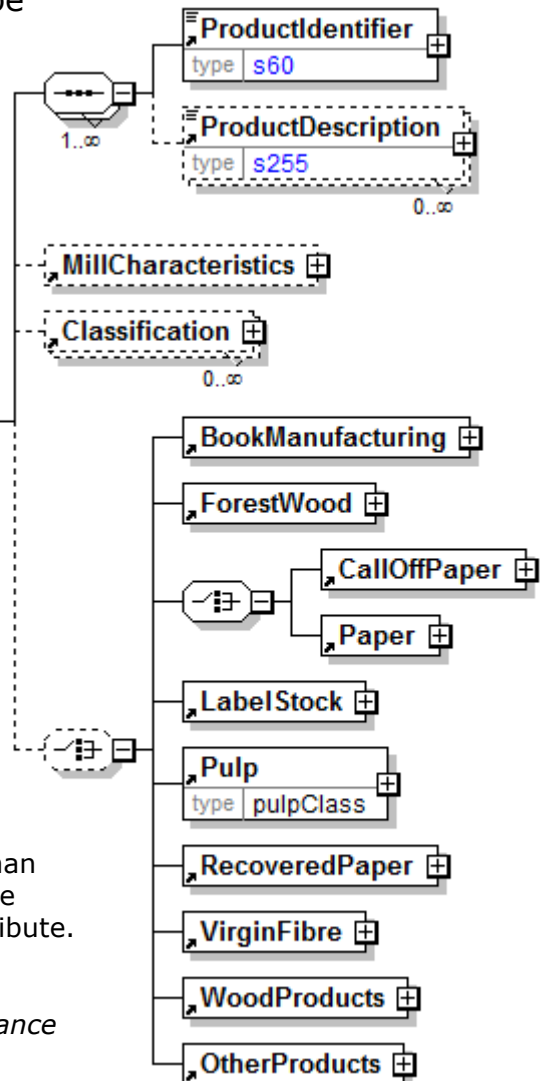 ProductIdentifier
type s60
1..∞
ProductDescription
type s255
0..∞
MillCharacteristics
Classification
0..∞
BookManufacturing
ForestWood
CallOffPaper
Paper
LabelStock
Pulp
type pulpClass
RecoveredPaper
VirginFibre
WoodProducts
OtherProducts
ibute.